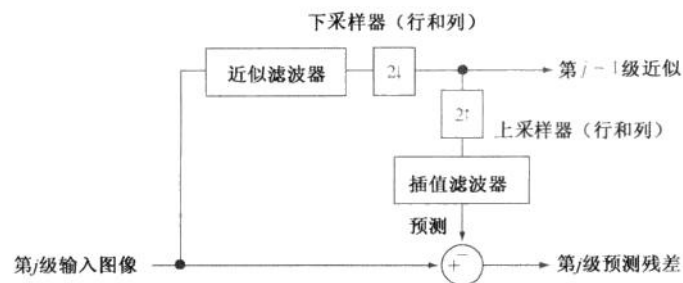 下采样器（行和列）
近似滤波器
2↓
第 j − 1级近似
2↑
上采样器（行和列）
插值滤波器
预测
第j级输入图像
+
−
第j级预测残差